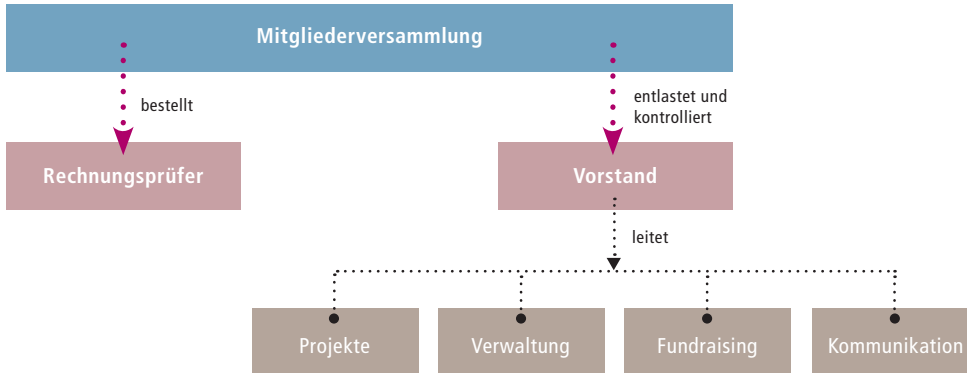 Mitgliederversammlung
bestellt
entlastet und
kontrolliert
Rechnungsprüfer
Vorstand
leitet
Projekte
Verwaltung
Fundraising
Kommunikation